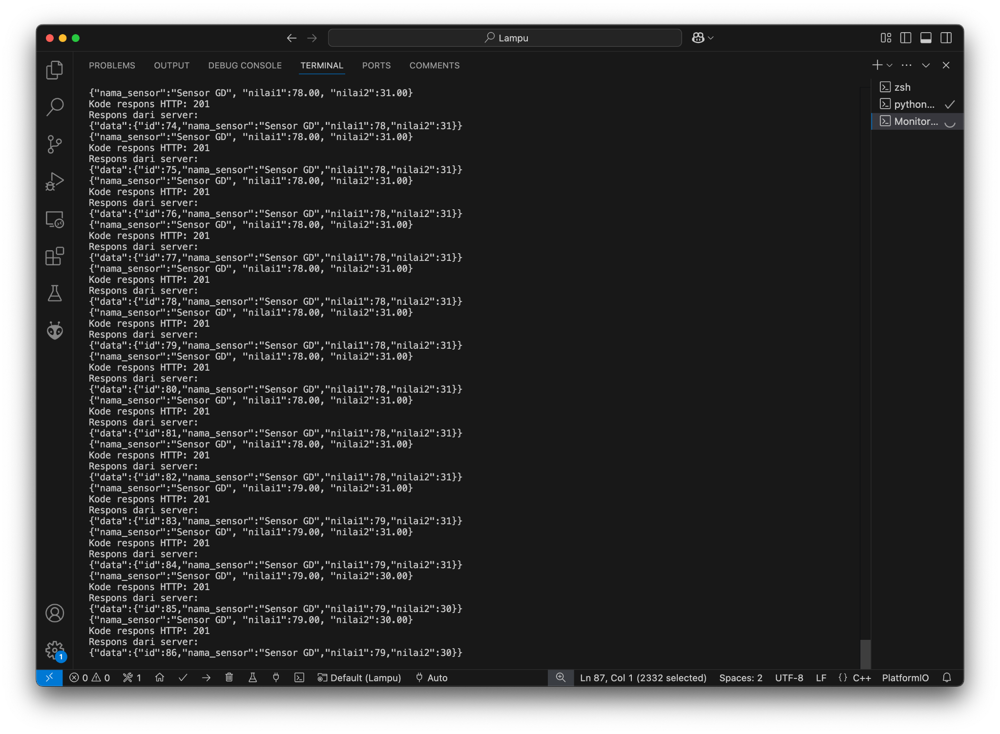 Lampu
PROBLEMS OUTPUT DEBUG CONSOLE TERMINAL PORTS COMMENTS
zsh
python...
Monitor...
{"nama_sensor":"Sensor GD", "nilai1":78.00, "nilai2":31.00}
Kode respons HTTP: 201
Respons dari server:
{"data":{"id":74,"nama_sensor":"Sensor GD","nilai1":78,"nilai2":31}}
{"nama_sensor":"Sensor GD", "nilai1":78.00, "nilai2":31.00}
Kode respons HTTP: 201
Respons dari server:
{"data":{"id":75,"nama_sensor":"Sensor GD","nilai1":78,"nilai2":31}}
{"nama_sensor":"Sensor GD", "nilai1":78.00, "nilai2":31.00}
Kode respons HTTP: 201
Respons dari server:
{"data":{"id":76,"nama_sensor":"Sensor GD","nilai1":78,"nilai2":31}}
{"nama_sensor":"Sensor GD", "nilai1":78.00, "nilai2":31.00}
Kode respons HTTP: 201
Respons dari server:
{"data":{"id":77,"nama_sensor":"Sensor GD","nilai1":78,"nilai2":31}}
{"nama_sensor":"Sensor GD", "nilai1":78.00, "nilai2":31.00}
Kode respons HTTP: 201
Respons dari server:
{"data":{"id":78,"nama_sensor":"Sensor GD","nilai1":78,"nilai2":31}}
{"nama_sensor":"Sensor GD", "nilai1":78.00, "nilai2":31.00}
Kode respons HTTP: 201
Respons dari server:
{"data":{"id":79,"nama_sensor":"Sensor GD","nilai1":78,"nilai2":31}}
{"nama_sensor":"Sensor GD", "nilai1":78.00, "nilai2":31.00}
Kode respons HTTP: 201
Respons dari server:
{"data":{"id":80,"nama_sensor":"Sensor GD","nilai1":78,"nilai2":31}}
{"nama_sensor":"Sensor GD", "nilai1":78.00, "nilai2":31.00}
Kode respons HTTP: 201
Respons dari server:
{"data":{"id":81,"nama_sensor":"Sensor GD","nilai1":78,"nilai2":31}}
{"nama_sensor":"Sensor GD", "nilai1":78.00, "nilai2":31.00}
Kode respons HTTP: 201
Respons dari server:
{"data":{"id":82,"nama_sensor":"Sensor GD","nilai1":78,"nilai2":31}}
{"nama_sensor":"Sensor GD", "nilai1":79.00, "nilai2":31.00}
Kode respons HTTP: 201
Respons dari server:
{"data":{"id":83,"nama_sensor":"Sensor GD","nilai1":79,"nilai2":31}}
{"nama_sensor":"Sensor GD", "nilai1":79.00, "nilai2":31.00}
Kode respons HTTP: 201
Respons dari server:
{"data":{"id":84,"nama_sensor":"Sensor GD","nilai1":79,"nilai2":31}}
{"nama_sensor":"Sensor GD", "nilai1":79.00, "nilai2":30.00}
Kode respons HTTP: 201
Respons dari server:
{"data":{"id":85,"nama_sensor":"Sensor GD","nilai1":79,"nilai2":30}}
{"nama_sensor":"Sensor GD", "nilai1":79.00, "nilai2":30.00}
Kode respons HTTP: 201
Respons dari server:
{"data":{"id":86,"nama_sensor":"Sensor GD","nilai1":79,"nilai2":30}}
1
0 0 1 Default (Lampu) Auto Ln 87, Col 1 (2332 selected) Spaces: 2 UTF-8 LF {} C++ PlatformIO